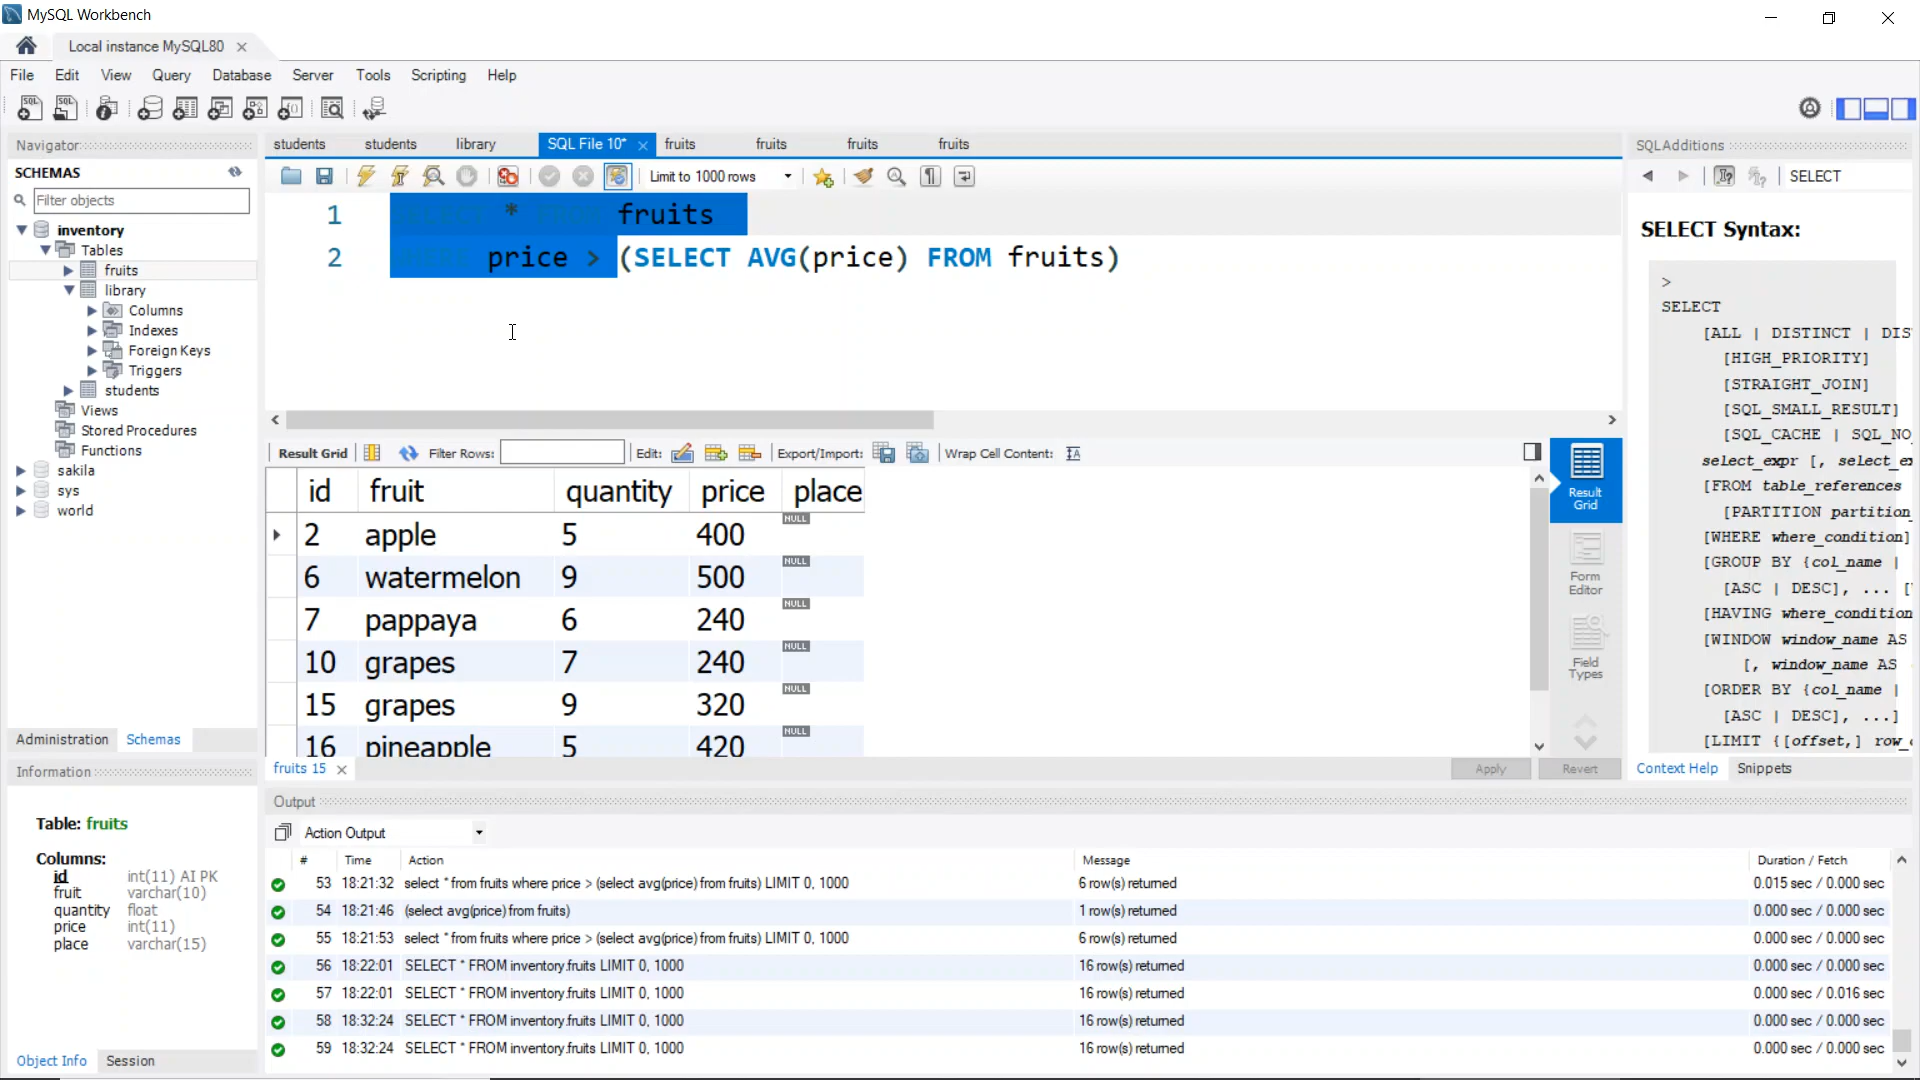 MySQL Workbench
Local instance MySQL80
File Edit View Query Database Server Tools Scripting Help
Navigator
SCHEMAS
Filter objects
inventory
Tables
fruits
library
Columns
Indexes
Foreign Keys
Triggers
students
Views
Stored Procedures
Functions
sakila
sys
world
Administration Schemas
Information
Table: fruits
Columns:
id int(11) AI PK
fruit varchar(10)
quantity float
price int(11)
place varchar(15)
Object Info Session
students students library SQL File 10* fruits fruits fruits fruits
Limit to 1000 rows
1 SELECT * FROM fruits
2 price > (SELECT AVG(price) FROM fruits)
Result Grid Filter Rows: Edit: Export/Import: Wrap Cell Content:
id fruit quantity price place
2 apple 5 400 NULL
6 watermelon 9 500 NULL
7 pappaya 6 240 NULL
10 grapes 7 240 NULL
15 grapes 9 320 NULL
16 pineapple 5 420 NULL
Result Grid
Form Editor
Field Types
fruits 15
Apply Revert
Output
Action Output
# Time Action Message Duration / Fetch
53 18:21:32 select * from fruits where price > (select avg(price) from fruits) LIMIT 0, 1000 6 row(s) returned 0.015 sec / 0.000 sec
54 18:21:46 (select avg(price) from fruits) 1 row(s) returned 0.000 sec / 0.000 sec
55 18:21:53 select * from fruits where price > (select avg(price) from fruits) LIMIT 0, 1000 6 row(s) returned 0.000 sec / 0.000 sec
56 18:22:01 SELECT * FROM inventory.fruits LIMIT 0, 1000 16 row(s) returned 0.000 sec / 0.000 sec
57 18:22:01 SELECT * FROM inventory.fruits LIMIT 0, 1000 16 row(s) returned 0.000 sec / 0.016 sec
58 18:32:24 SELECT * FROM inventory.fruits LIMIT 0, 1000 16 row(s) returned 0.000 sec / 0.000 sec
59 18:32:24 SELECT * FROM inventory.fruits LIMIT 0, 1000 16 row(s) returned 0.000 sec / 0.000 sec
SQLAdditions
SELECT
SELECT Syntax:
>
SELECT
[ALL | DISTINCT | DIS
[HIGH_PRIORITY]
[STRAIGHT_JOIN]
[SQL_SMALL_RESULT]
[SQL_CACHE | SQL_NO_
select_expr [, select_ex
[FROM table_references
[PARTITION partition_
[WHERE where_condition]
[GROUP BY {col_name |
[ASC | DESC], ... [
[HAVING where_condition
[WINDOW window_name AS
[, window_name AS
[ORDER BY {col_name |
[ASC | DESC], ...]
[LIMIT {[offset,] row_
Context Help Snippets